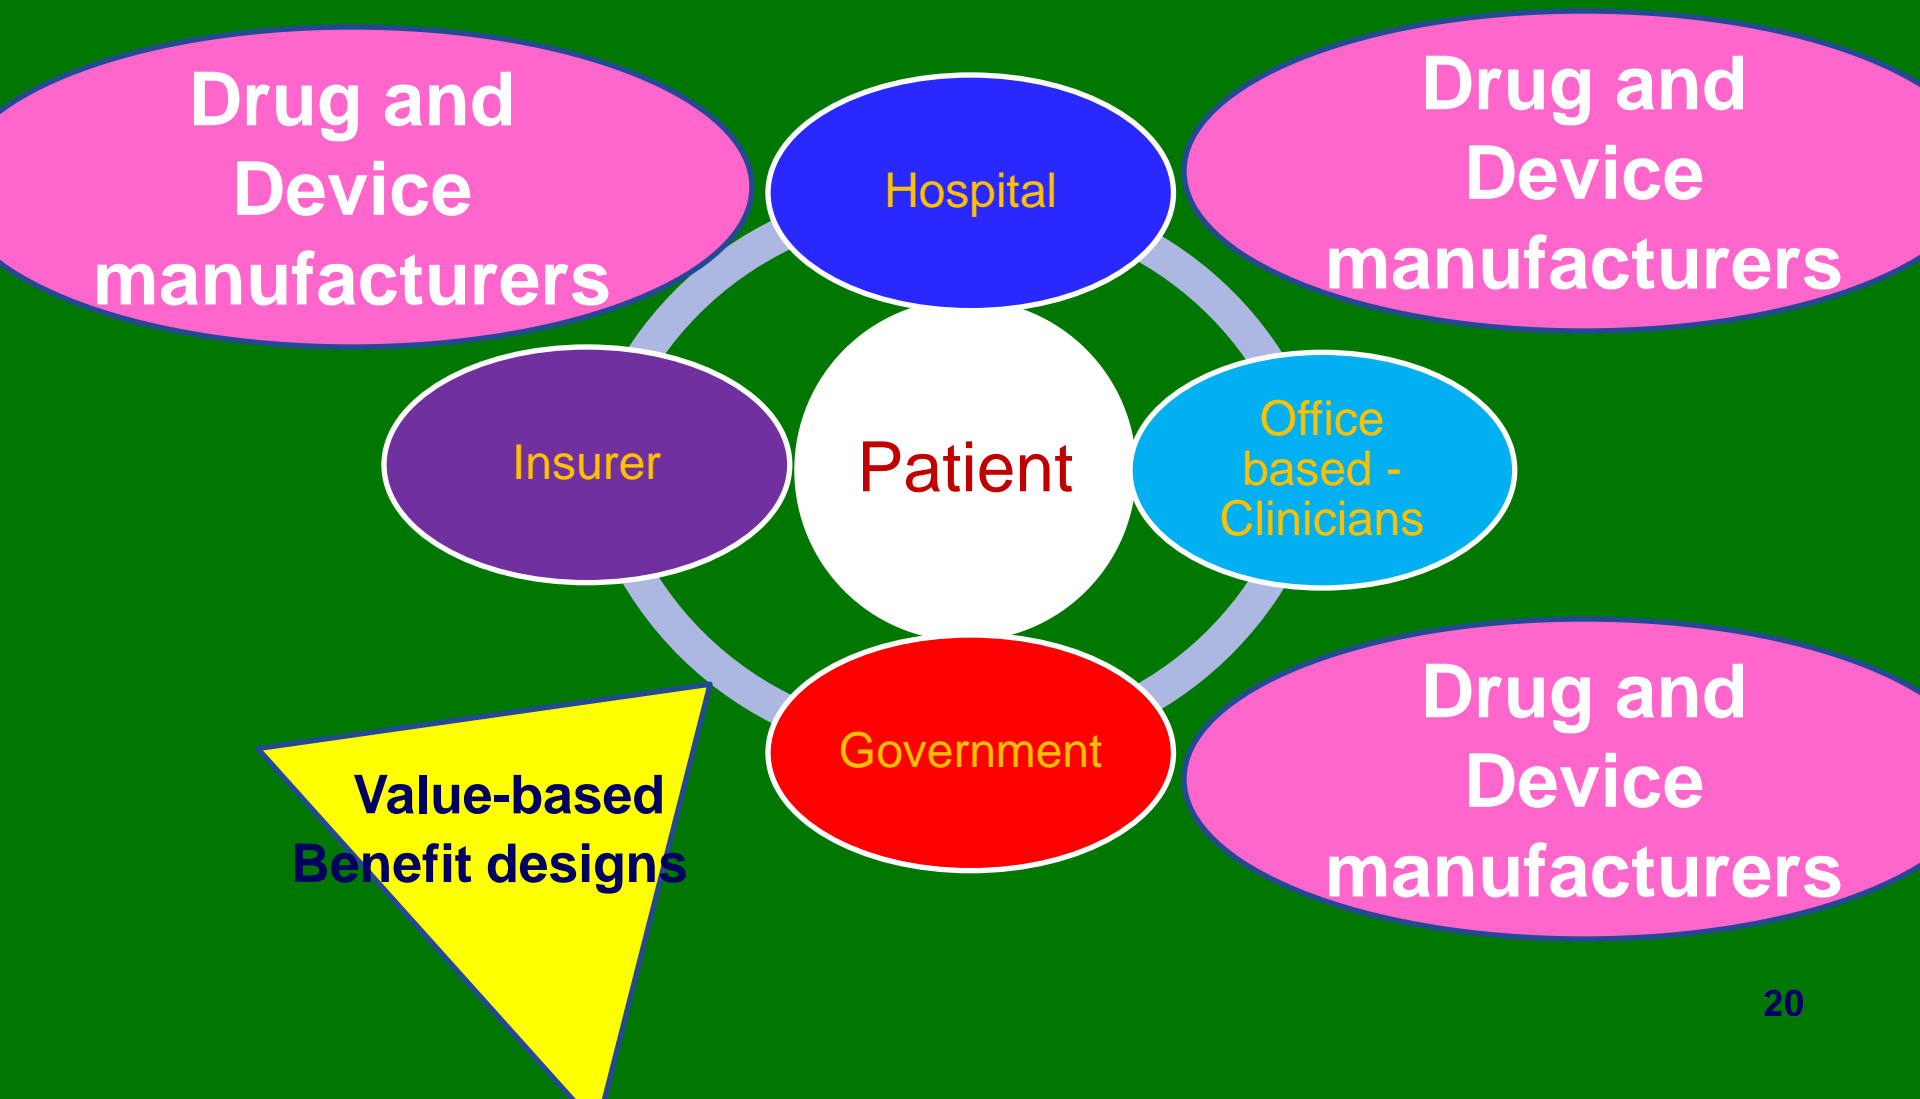 Drug and
Device
manufacturers
Hospital
Drug and
Device
manufacturers
Insurer
Patient
Office
based -
Clinicians
Government
Value-based
Benefit designs
Drug and
Device
manufacturers
20